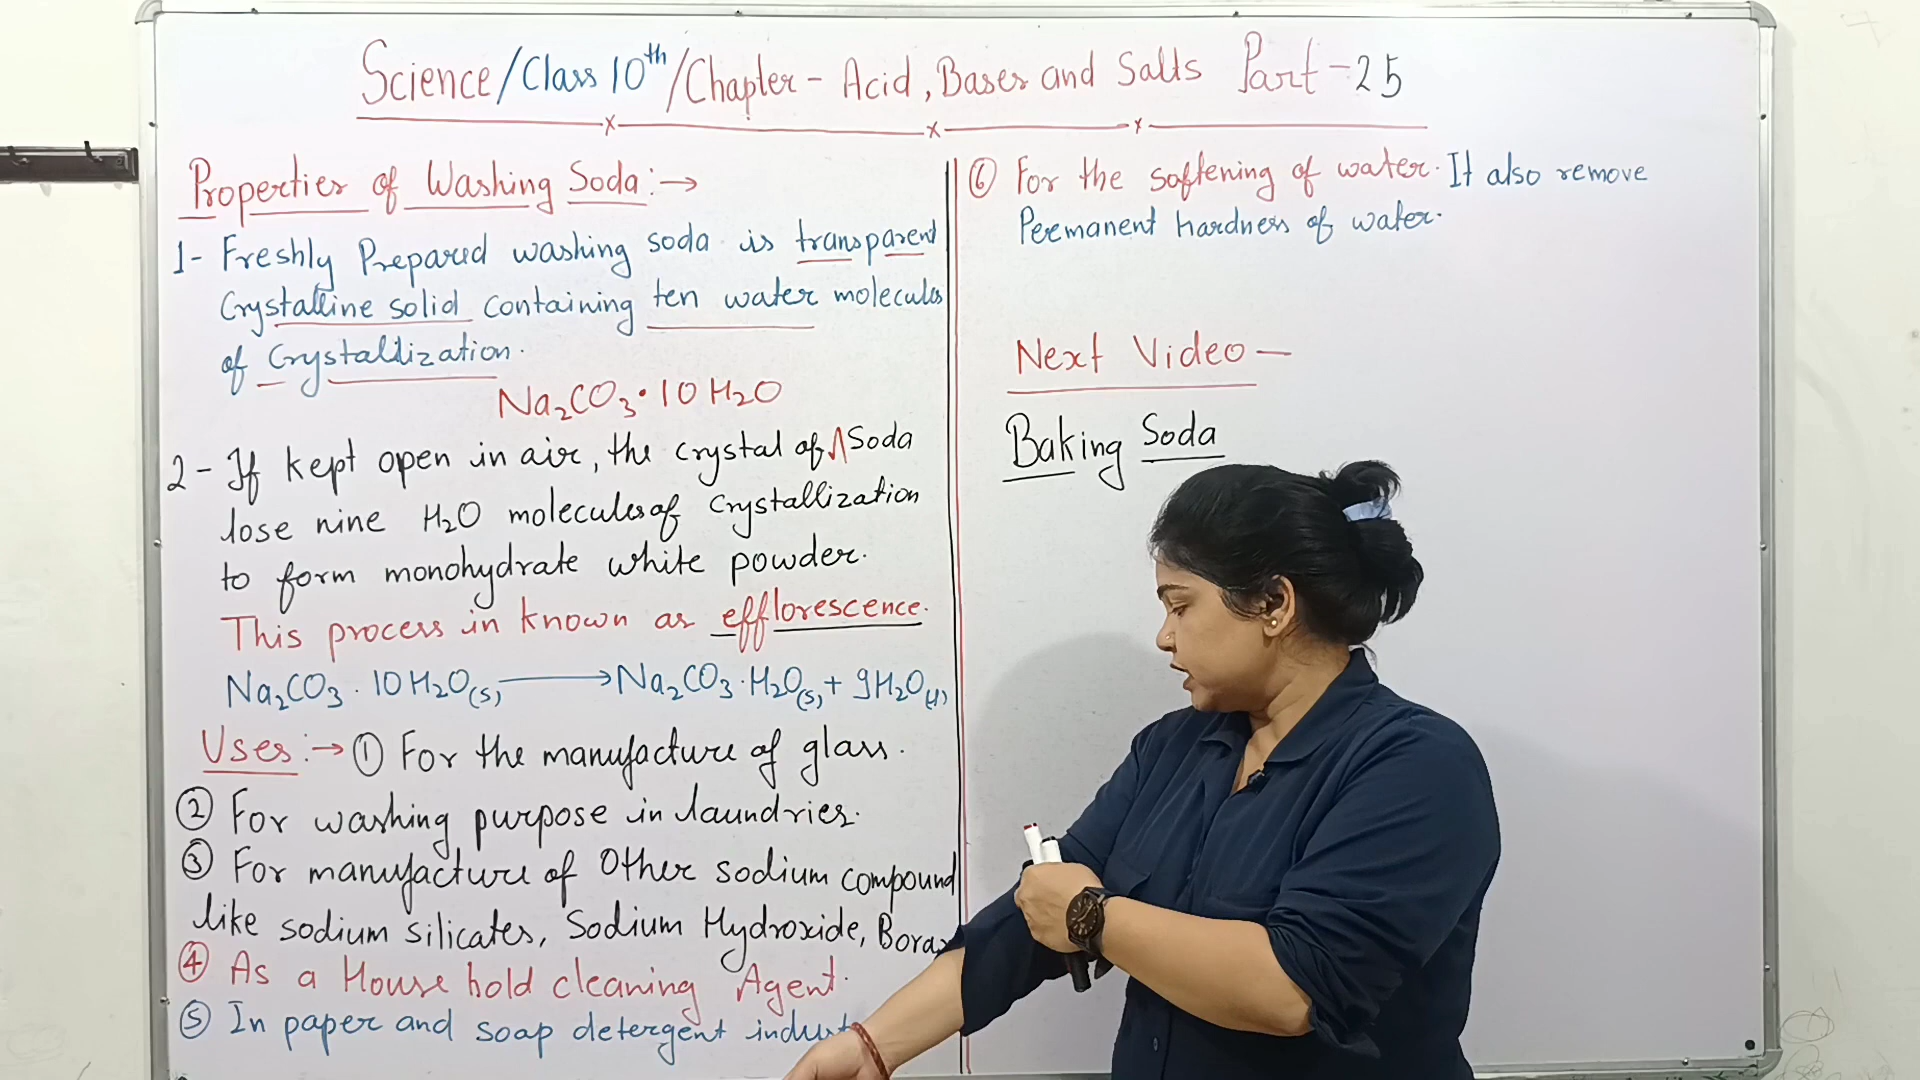 Science/Class 10th/Chapter - Acid, Bases and Salts Part - 25
Properties of Washing Soda:→
1- Freshly Prepared washing soda is transparent
Crystalline solid containing ten water molecules
of Crystallization.
Na₂CO₃·10H₂O
2- If kept open in air, the crystal of Soda
lose nine H₂O molecules of Crystallization
to form monohydrate white powder.
This process in known as efflorescence.
Na₂CO₃·10H₂O(s) → Na₂CO₃·H₂O(s) + 9H₂O(l)
Uses:→ ① For the manufacture of glass.
② For washing purpose in laundries.
③ For manufacture of Other sodium compound
like sodium silicates, Sodium Hydroxide, Borax
④ As a House hold cleaning Agent.
⑤ In paper and soap detergent
⑥ For the softening of water. It also remove
Permanent hardness of water.
Next Video —
Baking Soda